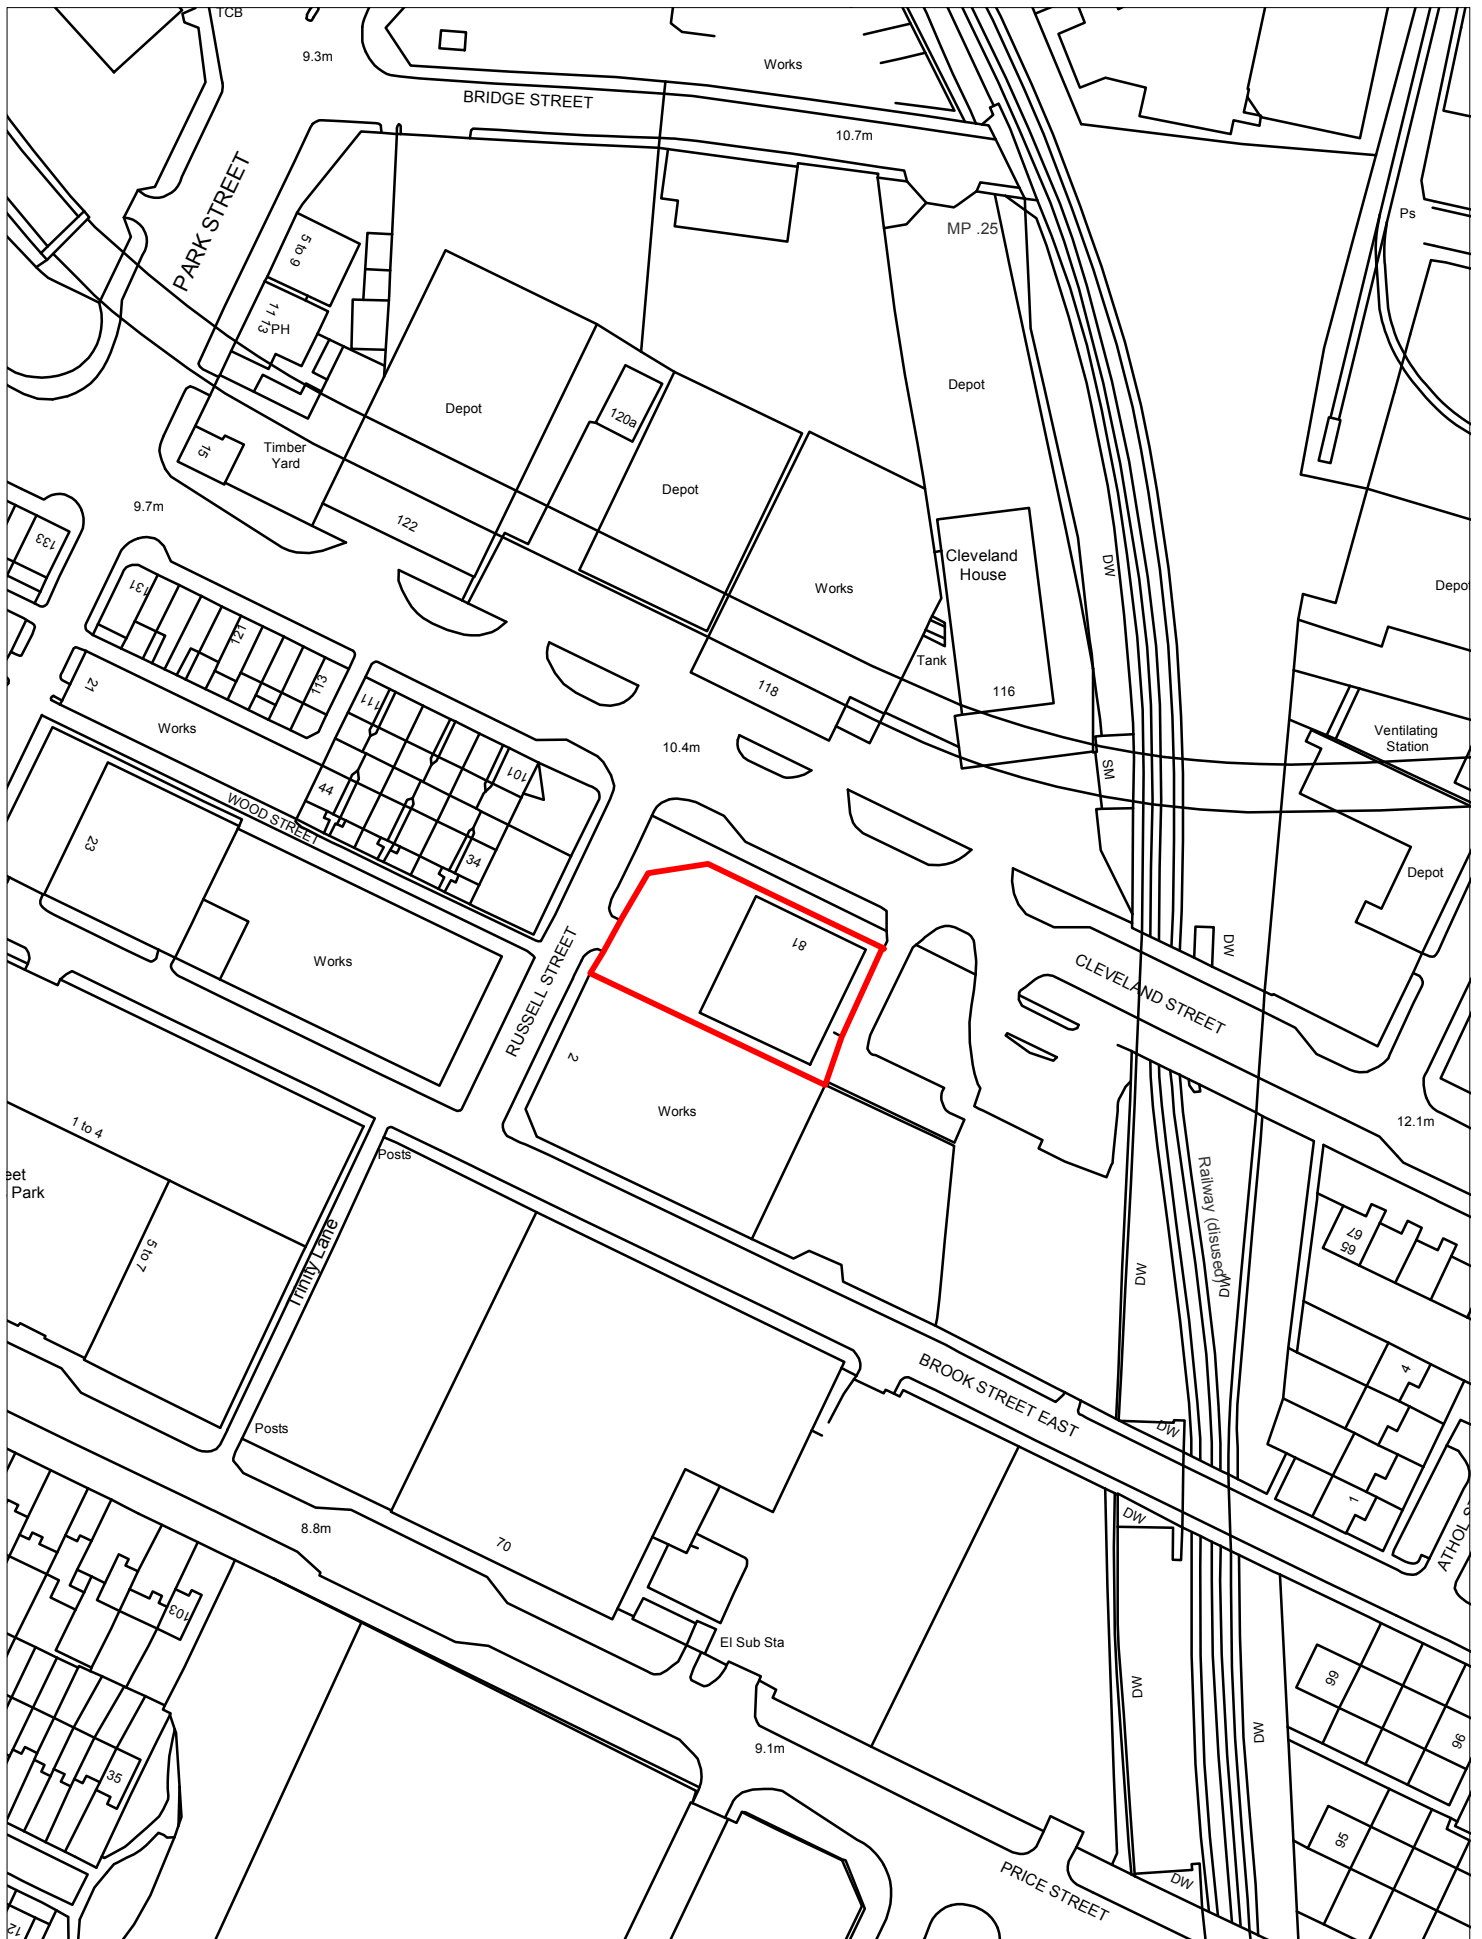 TCB
9.3m
Works
BRIDGE STREET
10.7m
PARK STREET
Ps
MP .25
5 to 9
11
13
PH
Depot
Depot
120a
Timber
Yard
15
Depot
9.7m
122
133
Cleveland
House
DW
131
Works
Depot
121
Tank
113
21
118
116
111
Works
10.4m
Ventilating
Station
SM
101
44
WOOD STREET
23
34
Depot
81
DW
Works
RUSSELL STREET
CLEVELAND STREET
2
Works
1 to 4
12.1m
Posts
eet
Park
Railway (disused)
67
65
5 to 7
Trinity Lane
DW
DW
BROOK STREET EAST
4
Posts
DW
1
DW
8.8m
70
ATHOL S
103
El Sub Sta
99
DW
DW
96
9.1m
35
95
PRICE STREET
DW
12